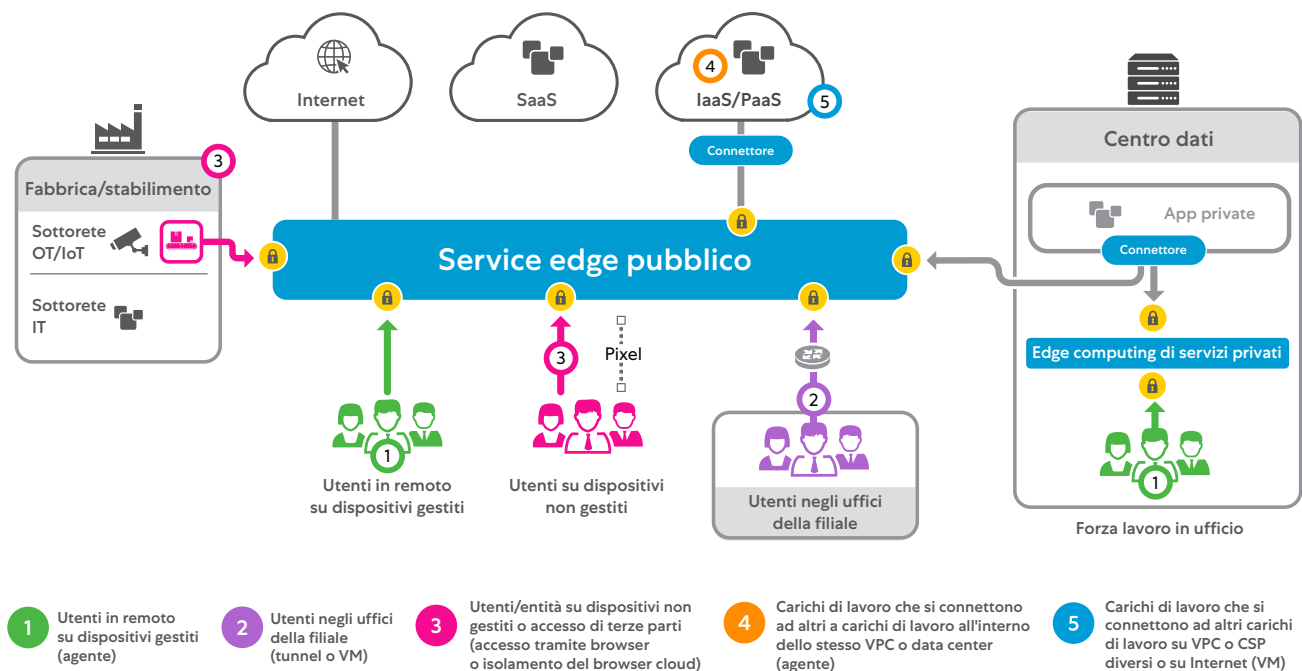 Internet
SaaS
4
IaaS/PaaS
5
Connettore
3
Fabbrica/stabilimento
Sottorete
OT/IoT
Sottorete
IT
Service edge pubblico
Centro dati
App private
Connettore
Edge computing di servizi privati
1
Forza lavoro in ufficio
1
Utenti in remoto
su dispositivi gestiti
3
Pixel
Utenti su dispositivi
non gestiti
2
Utenti negli uffici
della filiale
1
Utenti in remoto
su dispositivi gestiti
(agente)
2
Utenti negli uffici
della filiale
(tunnel o VM)
3
Utenti/entità su dispositivi non
gestiti o accesso di terze parti
(accesso tramite browser
o isolamento del browser cloud)
4
Carichi di lavoro che si connettono
ad altri a carichi di lavoro all'interno
dello stesso VPC o data center
(agente)
5
Carichi di lavoro che si
connettono ad altri carichi
di lavoro su VPC o CSP
diversi o su Internet (VM)